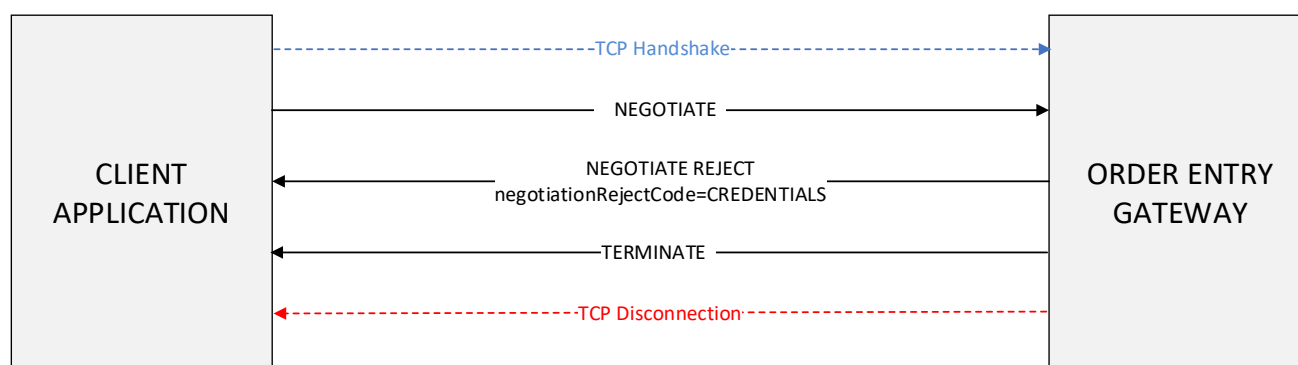 TCP Handshake
NEGOTIATE
CLIENT
APPLICATION
NEGOTIATE REJECT
negotiationRejectCode=CREDENTIALS
ORDER ENTRY
GATEWAY
TERMINATE
TCP Disconnection